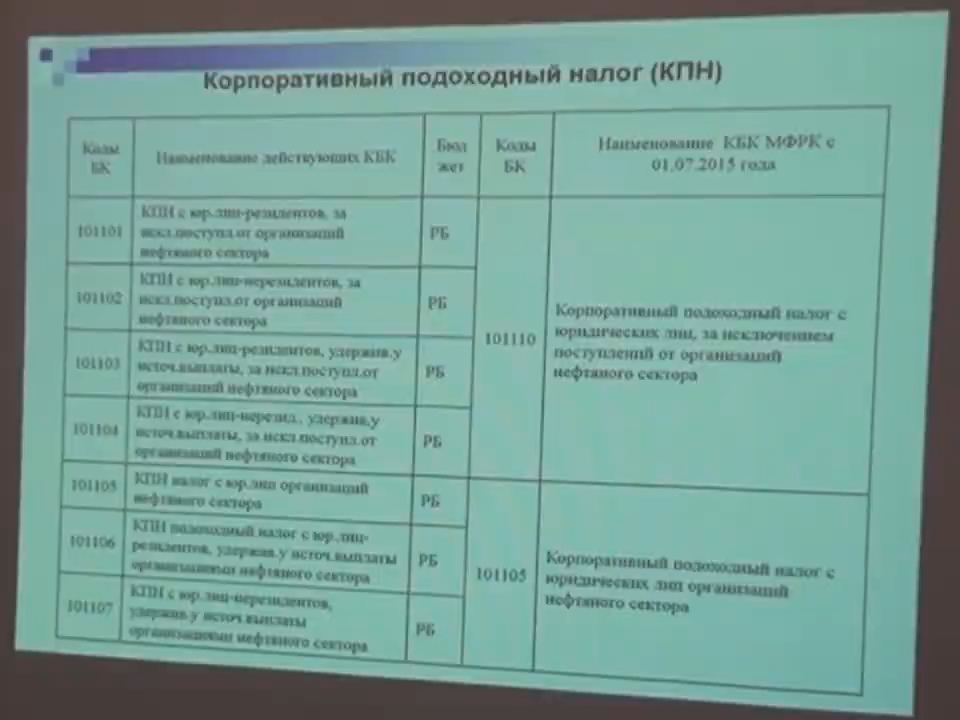 Корпоративный подоходный налог (КПН)
Коды
БК
Наименование действующих КБК
Бюд
жет
Коды
БК
Наименование КБК МФРК с
01.07.2015 года
101101
КПН с юр.лиц-резидентов, за
искл.поступл.от организаций
нефтяного сектора
РБ
101102
КПН с юр.лиц-нерезидентов, за
искл.поступл.от организаций
нефтяного сектора
РБ
101103
КПН с юр.лиц-резидентов, удержив.у
источ.выплаты, за искл.поступл.от
организаций нефтяного сектора
РБ
101104
КПН с юр.лиц-нерезид., удержив.у
источ.выплаты, за искл.поступл.от
организаций нефтяного сектора
РБ
101110
Корпоративный подоходный налог с
юридических лиц, за исключением
поступлений от организаций
нефтяного сектора
101105
КПН налог с юр.лиц организаций
нефтяного сектора
РБ
101106
КПН подоходный налог с юр.лиц-
резидентов, удержив.у источ.выплаты
организациями нефтяного сектора
РБ
101107
КПН с юр.лиц-нерезидентов,
удержив.у источ.выплаты
организациями нефтяного сектора
РБ
101105
Корпоративный подоходный налог с
юридических лиц организаций
нефтяного сектора